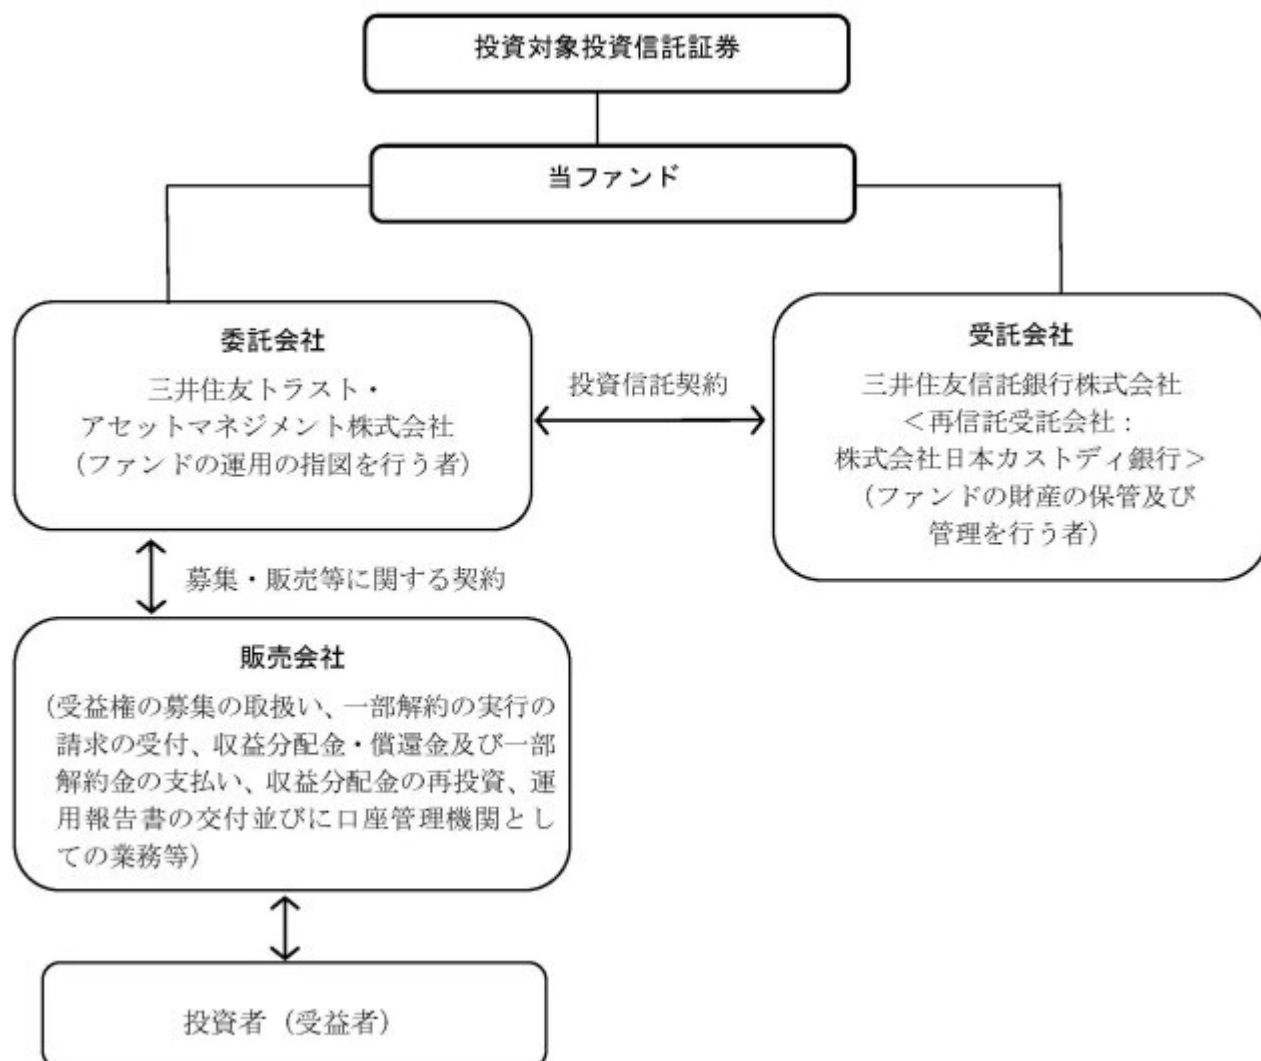 投資対象投資信託証券
当ファンド
委託会社
三井住友トラスト・
アセットマネジメント株式会社
(ファンドの運用の指図を行う者)
投資信託契約
受託会社
三井住友信託銀行株式会社
＜再信託受託会社：
株式会社日本カストディ銀行＞
(ファンドの財産の保管及び
管理を行う者)
募集・販売等に関する契約
販売会社
(受益権の募集の取扱い、一部解約の実行の
請求の受付、収益分配金・償還金及び一部
解約金の支払い、収益分配金の再投資、運
用報告書の交付並びに口座管理機関とし
ての業務等)
投資者（受益者）